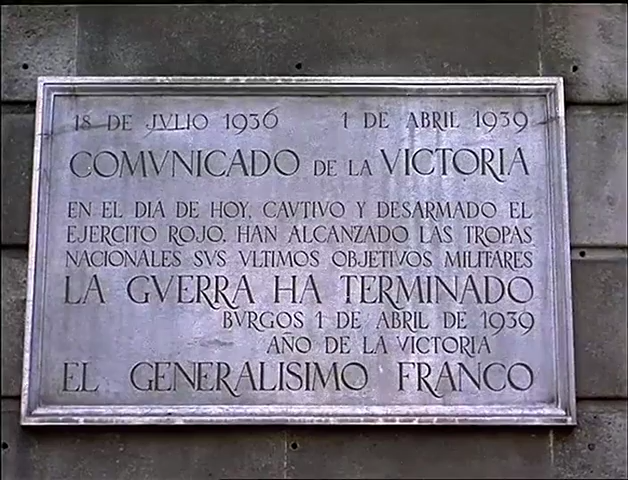 18 DE JVLIO 1936 1 DE ABRIL 1939
COMVNICADO DE LA VICTORIA
EN EL DIA DE HOY, CAVTIVO Y DESARMADO EL
EJERCITO ROJO, HAN ALCANZADO LAS TROPAS
NACIONALES SVS VLTIMOS OBJETIVOS MILITARES
LA GVERRA HA TERMINADO
BVRGOS 1 DE ABRIL DE 1939
AÑO DE LA VICTORIA
EL GENERALISIMO FRANCO